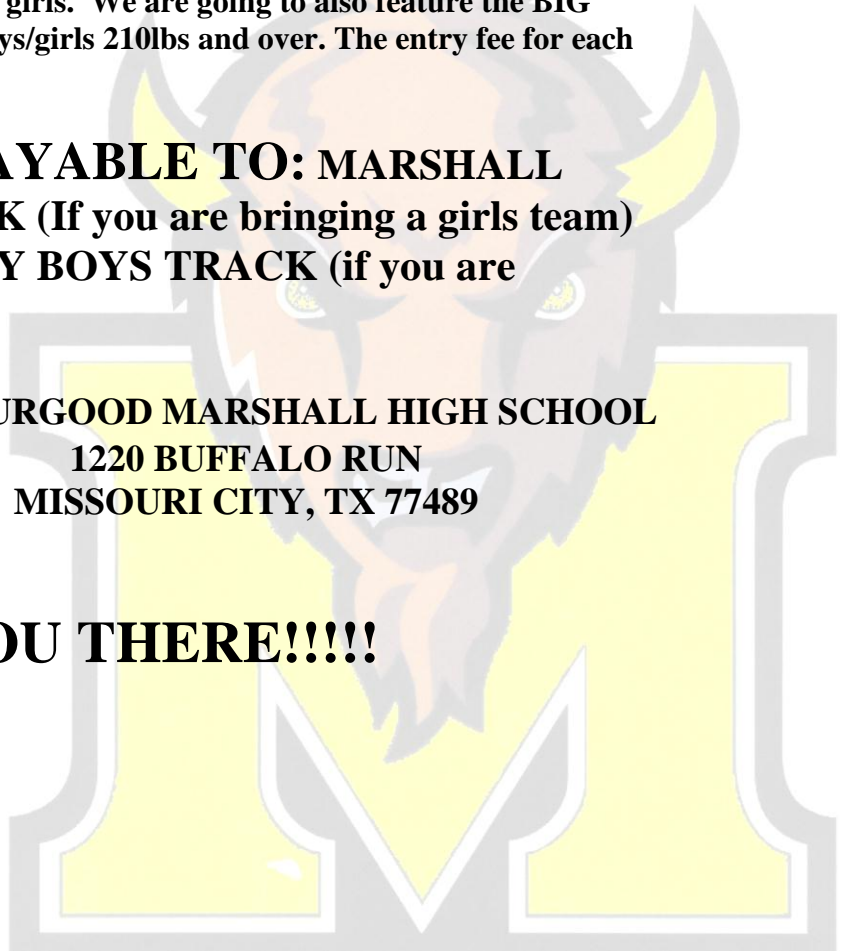 girls. We are going to also feature the BIG
ys/girls 210lbs and over. The entry fee for each
AYABLE TO: MARSHALL
K (If you are bringing a girls team)
Y BOYS TRACK (if you are
URGOOD MARSHALL HIGH SCHOOL
1220 BUFFALO RUN
MISSOURI CITY, TX 77489
OU THERE!!!!!